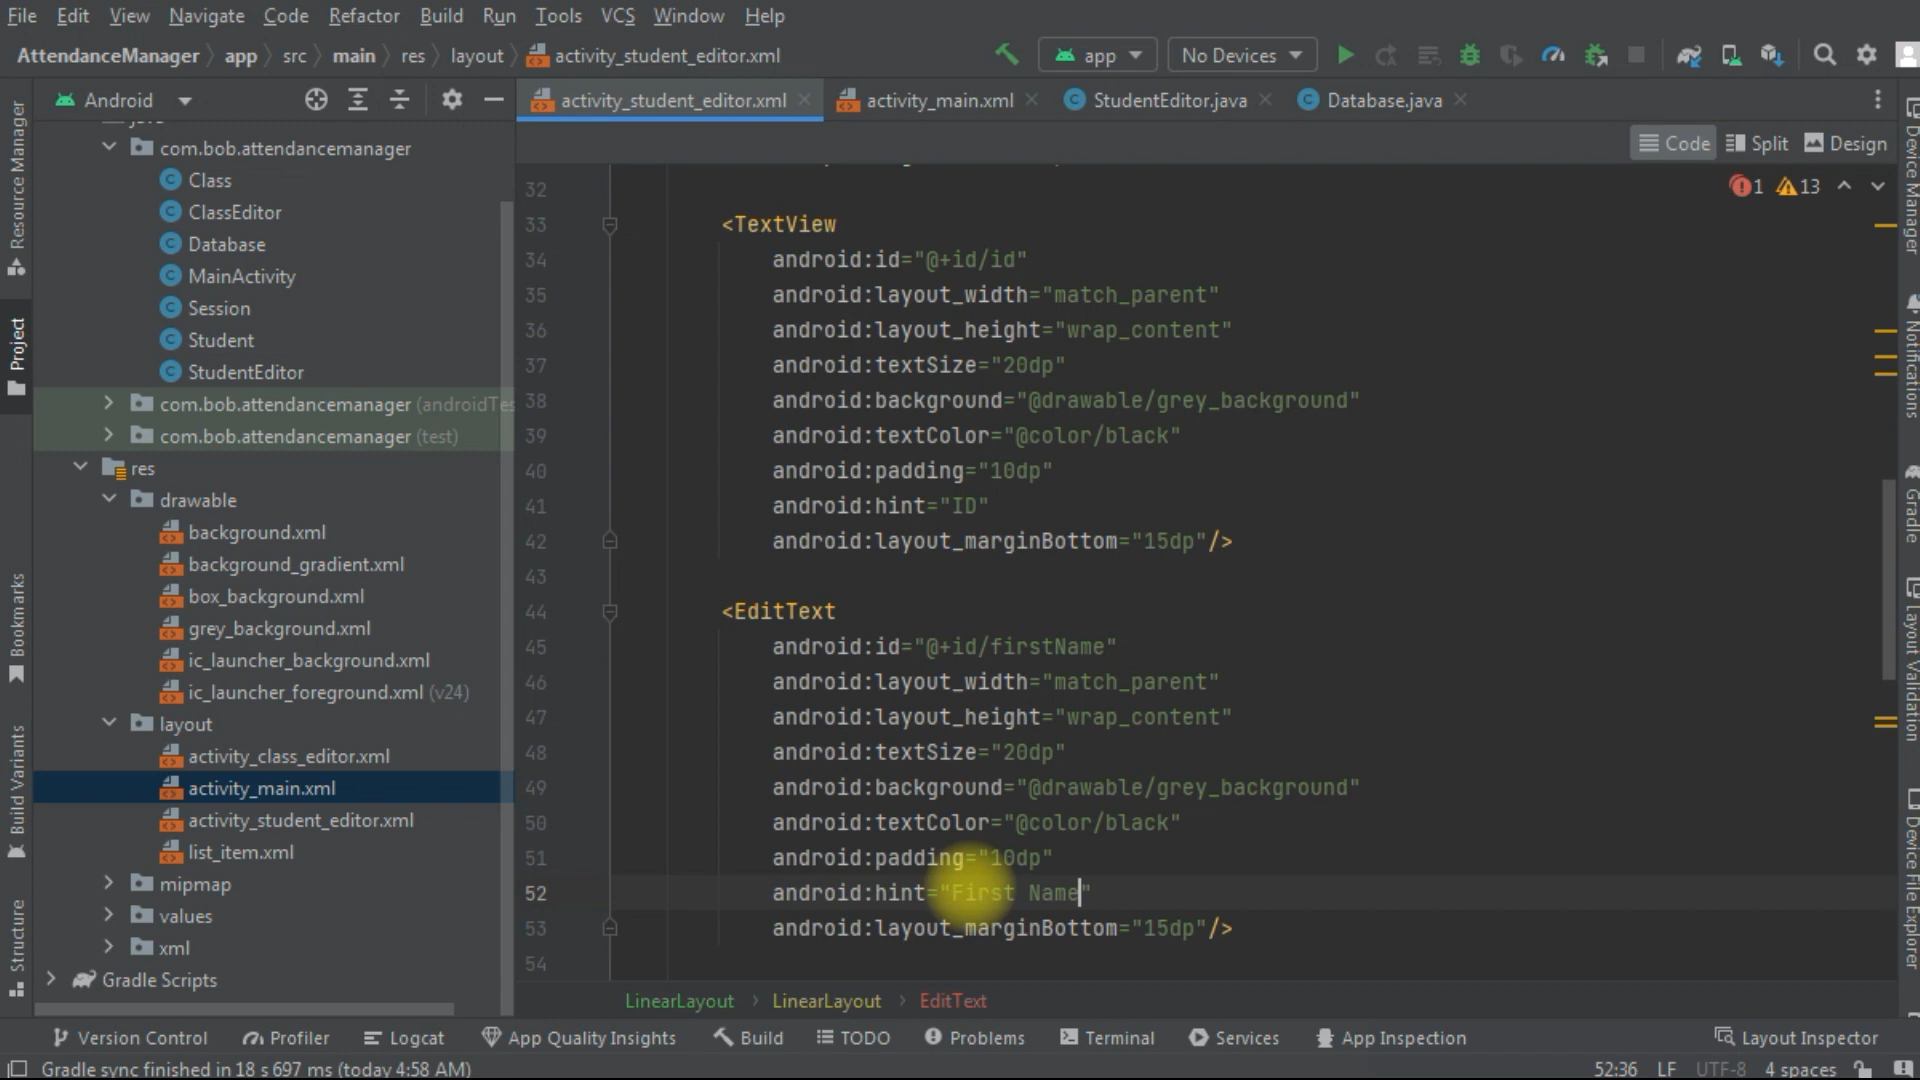 File Edit View Navigate Code Refactor Build Run Tools VCS Window Help
AttendanceManager app src main res layout activity_student_editor.xml app No Devices
Android activity_student_editor.xml activity_main.xml StudentEditor.java Database.java
Code Split Design
1 13
Resource Manager
Project
Bookmarks
Build Variants
Structure
java
com.bob.attendancemanager
Class
ClassEditor
Database
MainActivity
Session
Student
StudentEditor
com.bob.attendancemanager (androidTes
com.bob.attendancemanager (test)
res
drawable
background.xml
background_gradient.xml
box_background.xml
grey_background.xml
ic_launcher_background.xml
ic_launcher_foreground.xml (v24)
layout
activity_class_editor.xml
activity_main.xml
activity_student_editor.xml
list_item.xml
mipmap
values
xml
Gradle Scripts
32
33 <TextView
34 android:id="@+id/id"
35 android:layout_width="match_parent"
36 android:layout_height="wrap_content"
37 android:textSize="20dp"
38 android:background="@drawable/grey_background"
39 android:textColor="@color/black"
40 android:padding="10dp"
41 android:hint="ID"
42 android:layout_marginBottom="15dp"/>
43
44 <EditText
45 android:id="@+id/firstName"
46 android:layout_width="match_parent"
47 android:layout_height="wrap_content"
48 android:textSize="20dp"
49 android:background="@drawable/grey_background"
50 android:textColor="@color/black"
51 android:padding="10dp"
52 android:hint="First Name"
53 android:layout_marginBottom="15dp"/>
54
LinearLayout LinearLayout EditText
Device Manager
Notifications
Gradle
Layout Validation
Device File Explorer
Version Control Profiler Logcat App Quality Insights Build TODO Problems Terminal Services App Inspection Layout Inspector
Gradle sync finished in 18 s 697 ms (today 4:58 AM) 52:36 LF UTF-8 4 spaces